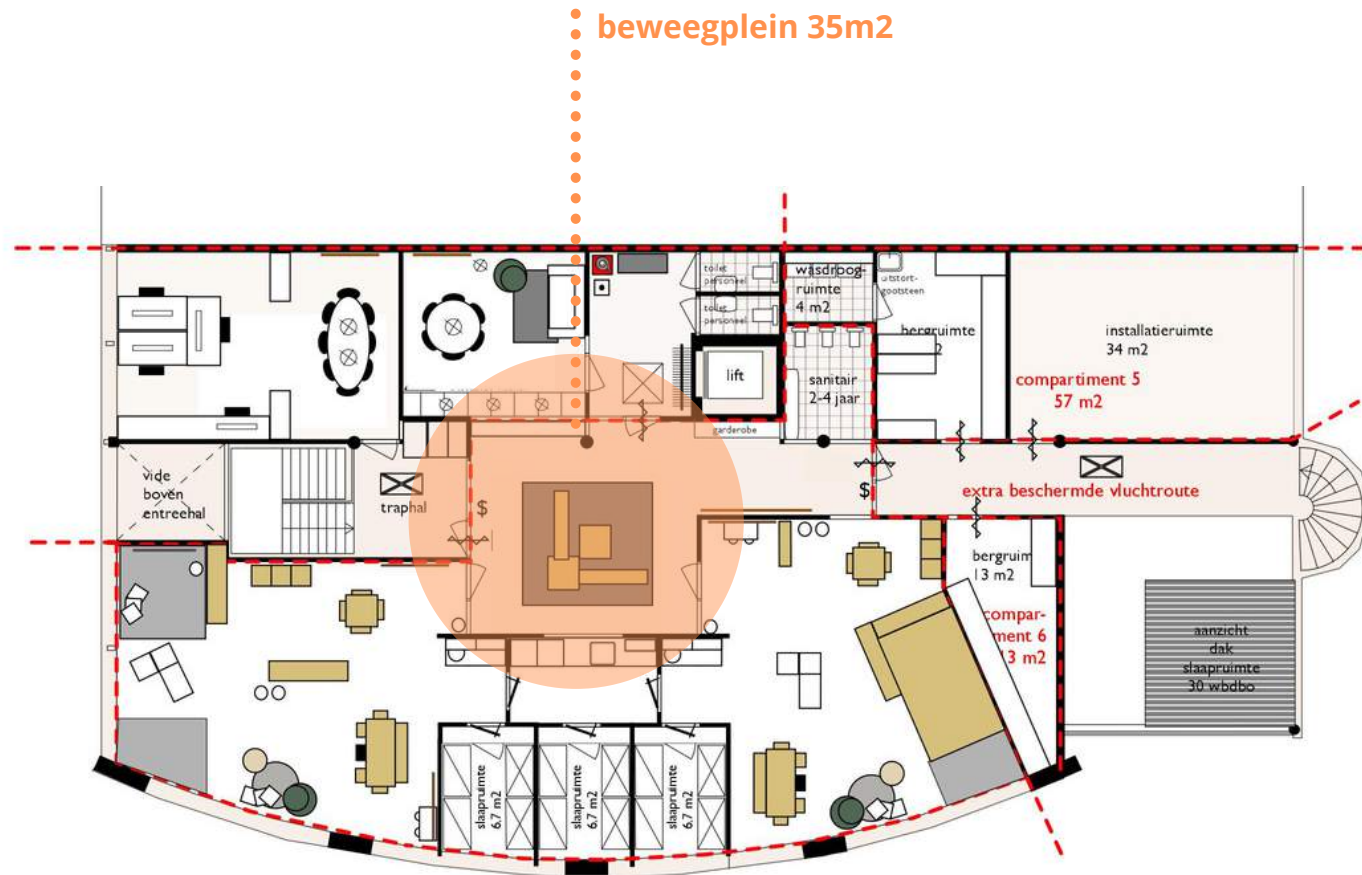 beweegplein 35m2
toilet
personeel
toilet
personeel
wasdroog-
ruimte
4 m2
uitstort-
gootsteen
bergruimte
installatieruimte
34 m2
compartiment 5
57 m2
lift
sanitair
2-4 jaar
garderobe
vide
boven
entreehal
traphal
$
$
extra beschermde vluchtroute
bergruim
13 m2
compar-
ment 6
13 m2
aanzicht
dak
slaapruimte
30 wbdbo
slaapruimte
6,7 m2
slaapruimte
6,7 m2
slaapruimte
6,7 m2